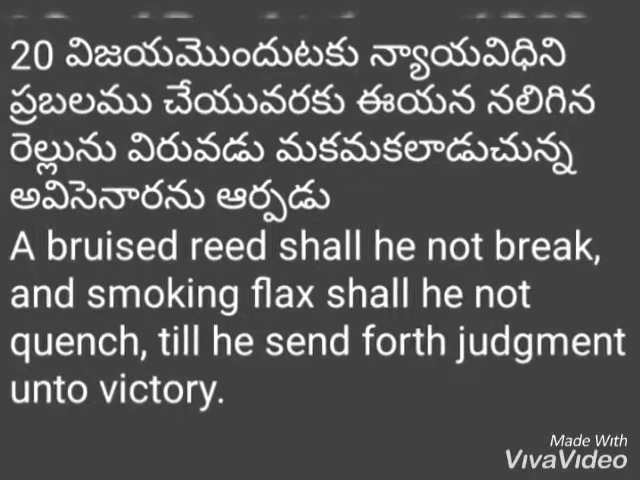 20 విజయమొందుటకు న్యాయవిధిని
ప్రబలము చేయువరకు ఈయన నలిగిన
రెల్లును విరువడు మకమకలాడుచున్న
అవిసెనారను ఆర్పడు
A bruised reed shall he not break,
and smoking flax shall he not
quench, till he send forth judgment
unto victory.
Made With
VivaVideo